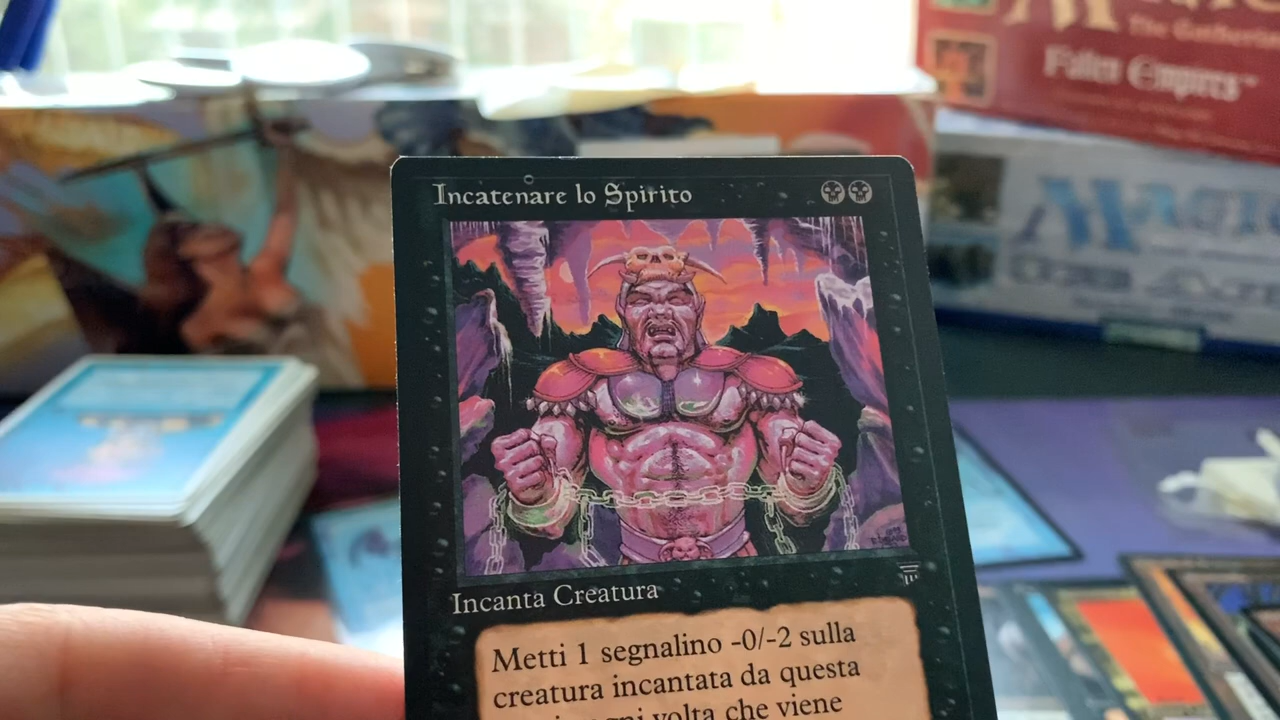 The Gathering
Fallen Empires™
MAGIC
Incatenare lo Spirito
Incanta Creatura
Metti 1 segnalino -0/-2 sulla
creatura incantata da questa
ogni volta che viene